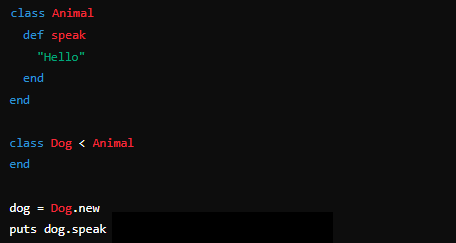 class Animal
  def speak
    "Hello"
  end
end

class Dog < Animal
end

dog = Dog.new
puts dog.speak